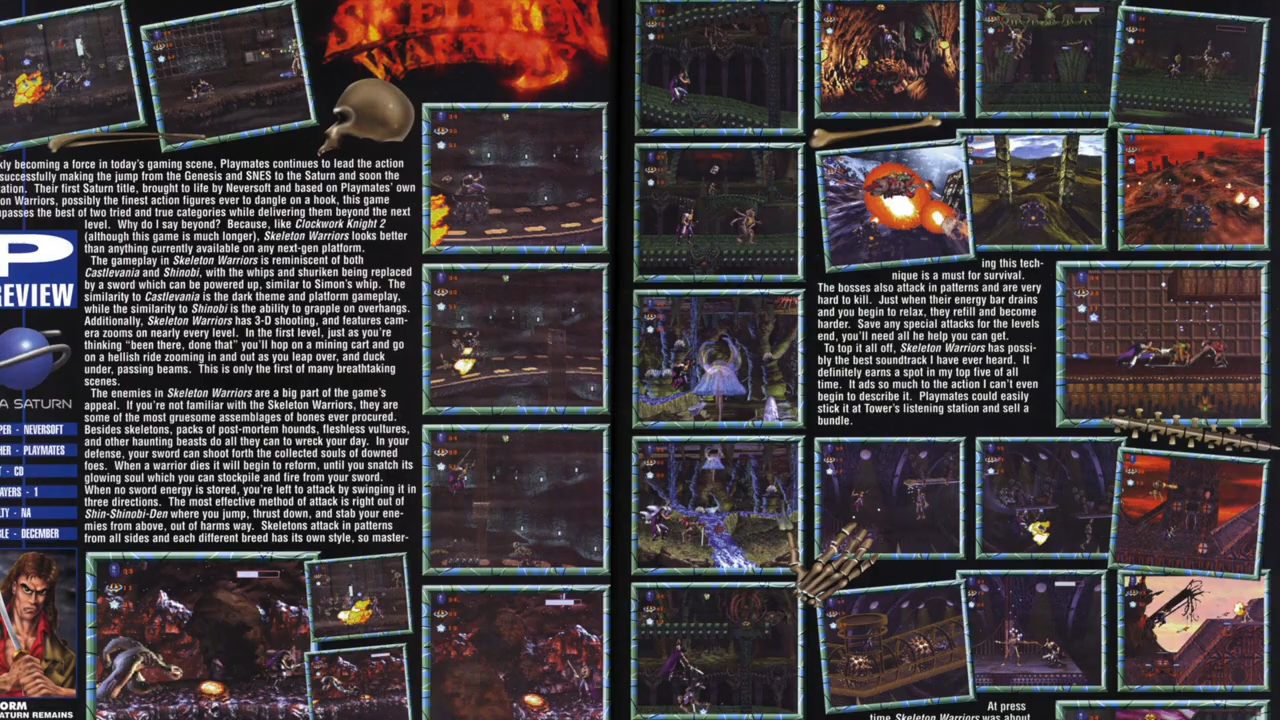 SKELETON
WARRIORS
kly becoming a force in today's gaming scene, Playmates continues to lead the action
successfully making the jump from the Genesis and SNES to the Saturn and soon the
ation. Their first Saturn title, brought to life by Neversoft and based on Playmates' own
on Warriors, possibly the finest action figures ever to dangle on a hook, this game
passes the best of two tried and true categories while delivering them beyond the next
level. Why do I say beyond? Because, like Clockwork Knight 2
(although this game is much longer), Skeleton Warriors looks better
than anything currently available on any next-gen platform.
The gameplay in Skeleton Warriors is reminiscent of both
Castlevania and Shinobi, with the whips and shuriken being replaced
by a sword which can be powered up, similar to Simon's whip. The
similarity to Castlevania is the dark theme and platform gameplay,
while the similarity to Shinobi is the ability to grapple on overhangs.
Additionally, Skeleton Warriors has 3-D shooting, and features cam-
era zooms on nearly every level. In the first level, just as you're
thinking "been there, done that" you'll hop on a mining cart and go
on a hellish ride zooming in and out as you leap over, and duck
under, passing beams. This is only the first of many breathtaking
scenes.
The enemies in Skeleton Warriors are a big part of the game's
appeal. If you're not familiar with the Skeleton Warriors, they are
some of the most gruesome assemblages of bones ever procured.
Besides skeletons, packs of post-mortem hounds, fleshless vultures,
and other haunting beasts do all they can to wreck your day. In your
defense, your sword can shoot forth the collected souls of downed
foes. When a warrior dies it will begin to reform, until you snatch its
glowing soul which you can stockpile and fire from your sword.
When no sword energy is stored, you're left to attack by swinging it in
three directions. The most effective method of attack is right out of
Shin-Shinobi-Den where you jump, thrust down, and stab your ene-
mies from above, out of harms way. Skeletons attack in patterns
from all sides and each different breed has its own style, so master-
P
REVIEW
A SATURN
PER - NEVERSOFT
HER - PLAYMATES
T - CD
AYERS - 1
LTY - NA
BLE - DECEMBER
ORM
ATURN REMAINS
ing this tech-
nique is a must for survival.
The bosses also attack in patterns and are very
hard to kill. Just when their energy bar drains
and you begin to relax, they refill and become
harder. Save any special attacks for the levels
end, you'll need all he help you can get.
To top it all off, Skeleton Warriors has possi-
bly the best soundtrack I have ever heard. It
definitely earns a spot in my top five of all
time. It ads so much to the action I can't even
begin to describe it. Playmates could easily
stick it at Tower's listening station and sell a
bundle.
At press
time Skeleton Warriors was about